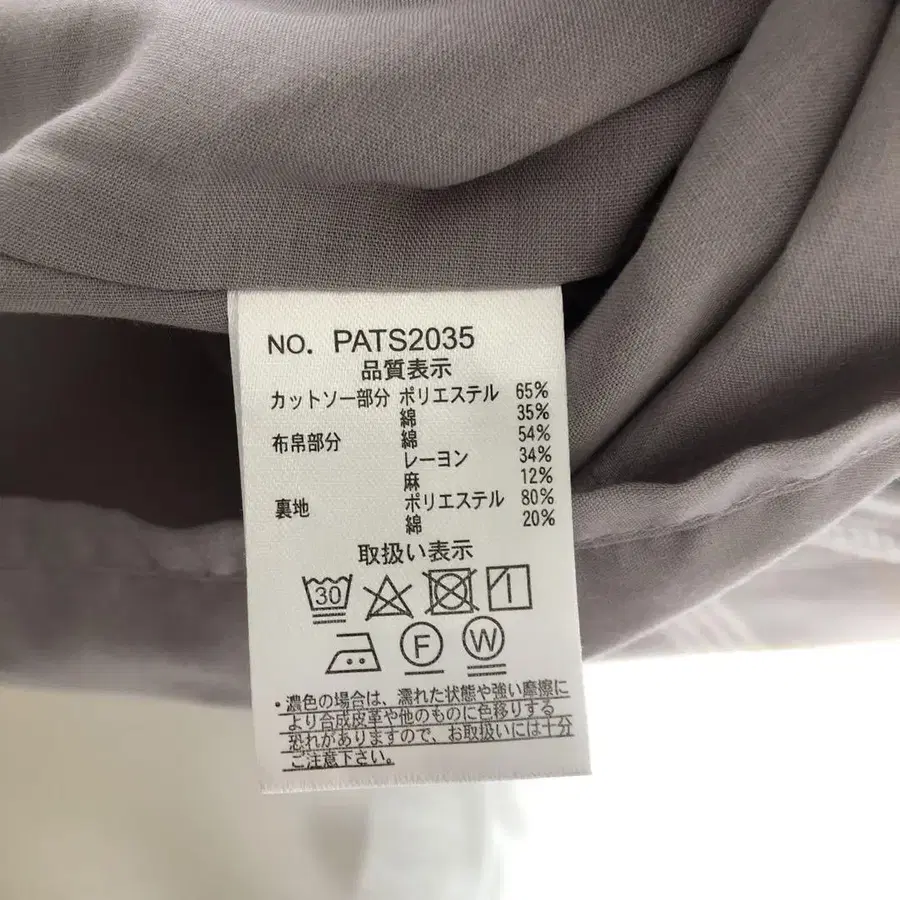 NO. PATS2035
品質表示
カットソー部分 ポリエステル 65%
綿 35%
布帛部分 綿 54%
レーヨン 34%
麻 12%
裏地 ポリエステル 80%
綿 20%
取扱い表示
30
F W
・濃色の場合は、濡れた状態や強い摩擦に
より合成皮革や他のものに色移りする
恐れがありますので、お取扱いには十分
ご注意下さい。